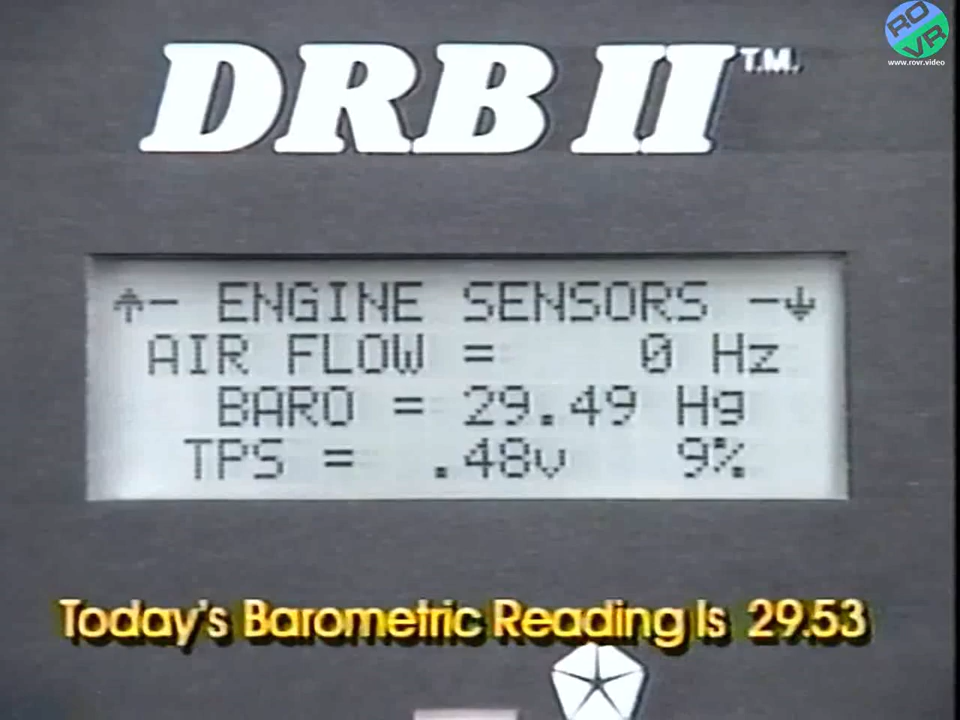 RO
VR
www.rovr.video
DRB II T.M.
↑- ENGINE SENSORS -↓
AIR FLOW = 0 Hz
BARO = 29.49 Hg
TPS = .48v 9%
Today's Barometric Reading Is 29.53